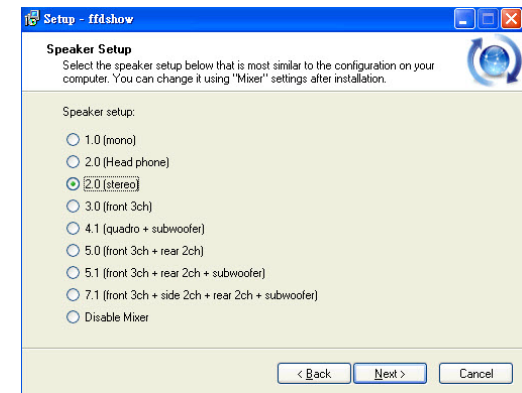 Setup - ffdshow
Speaker Setup
Select the speaker setup below that is most similar to the configuration on your
computer. You can change it using "Mixer" settings after installation.
Speaker setup:
1.0 (mono)
2.0 (Head phone)
2.0 (stereo)
3.0 (front 3ch)
4.1 (quadro + subwoofer)
5.0 (front 3ch + rear 2ch)
5.1 (front 3ch + rear 2ch + subwoofer)
7.1 (front 3ch + side 2ch + rear 2ch + subwoofer)
Disable Mixer
< Back
Next >
Cancel